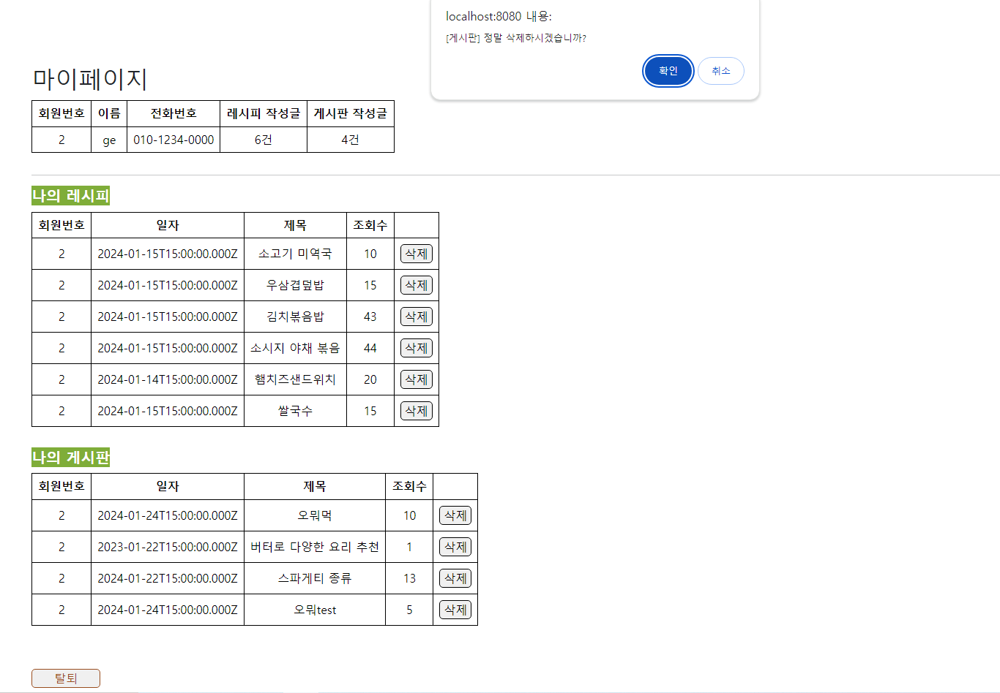 localhost:8080 내용:
[게시판] 정말 삭제하시겠습니까?
확인 취소
마이페이지
회원번호 이름 전화번호 레시피 작성글 게시판 작성글
2 ge 010-1234-0000 6건 4건
나의 레시피
회원번호 일자 제목 조회수
2 2024-01-15T15:00:00.000Z 소고기 미역국 10 삭제
2 2024-01-15T15:00:00.000Z 우삼겹덮밥 15 삭제
2 2024-01-15T15:00:00.000Z 김치볶음밥 43 삭제
2 2024-01-15T15:00:00.000Z 소시지 야채 볶음 44 삭제
2 2024-01-14T15:00:00.000Z 햄치즈샌드위치 20 삭제
2 2024-01-15T15:00:00.000Z 쌀국수 15 삭제
나의 게시판
회원번호 일자 제목 조회수
2 2024-01-24T15:00:00.000Z 오뭐먹 10 삭제
2 2023-01-22T15:00:00.000Z 버터로 다양한 요리 추천 1 삭제
2 2024-01-22T15:00:00.000Z 스파게티 종류 13 삭제
2 2024-01-24T15:00:00.000Z 오뭐test 5 삭제
탈퇴